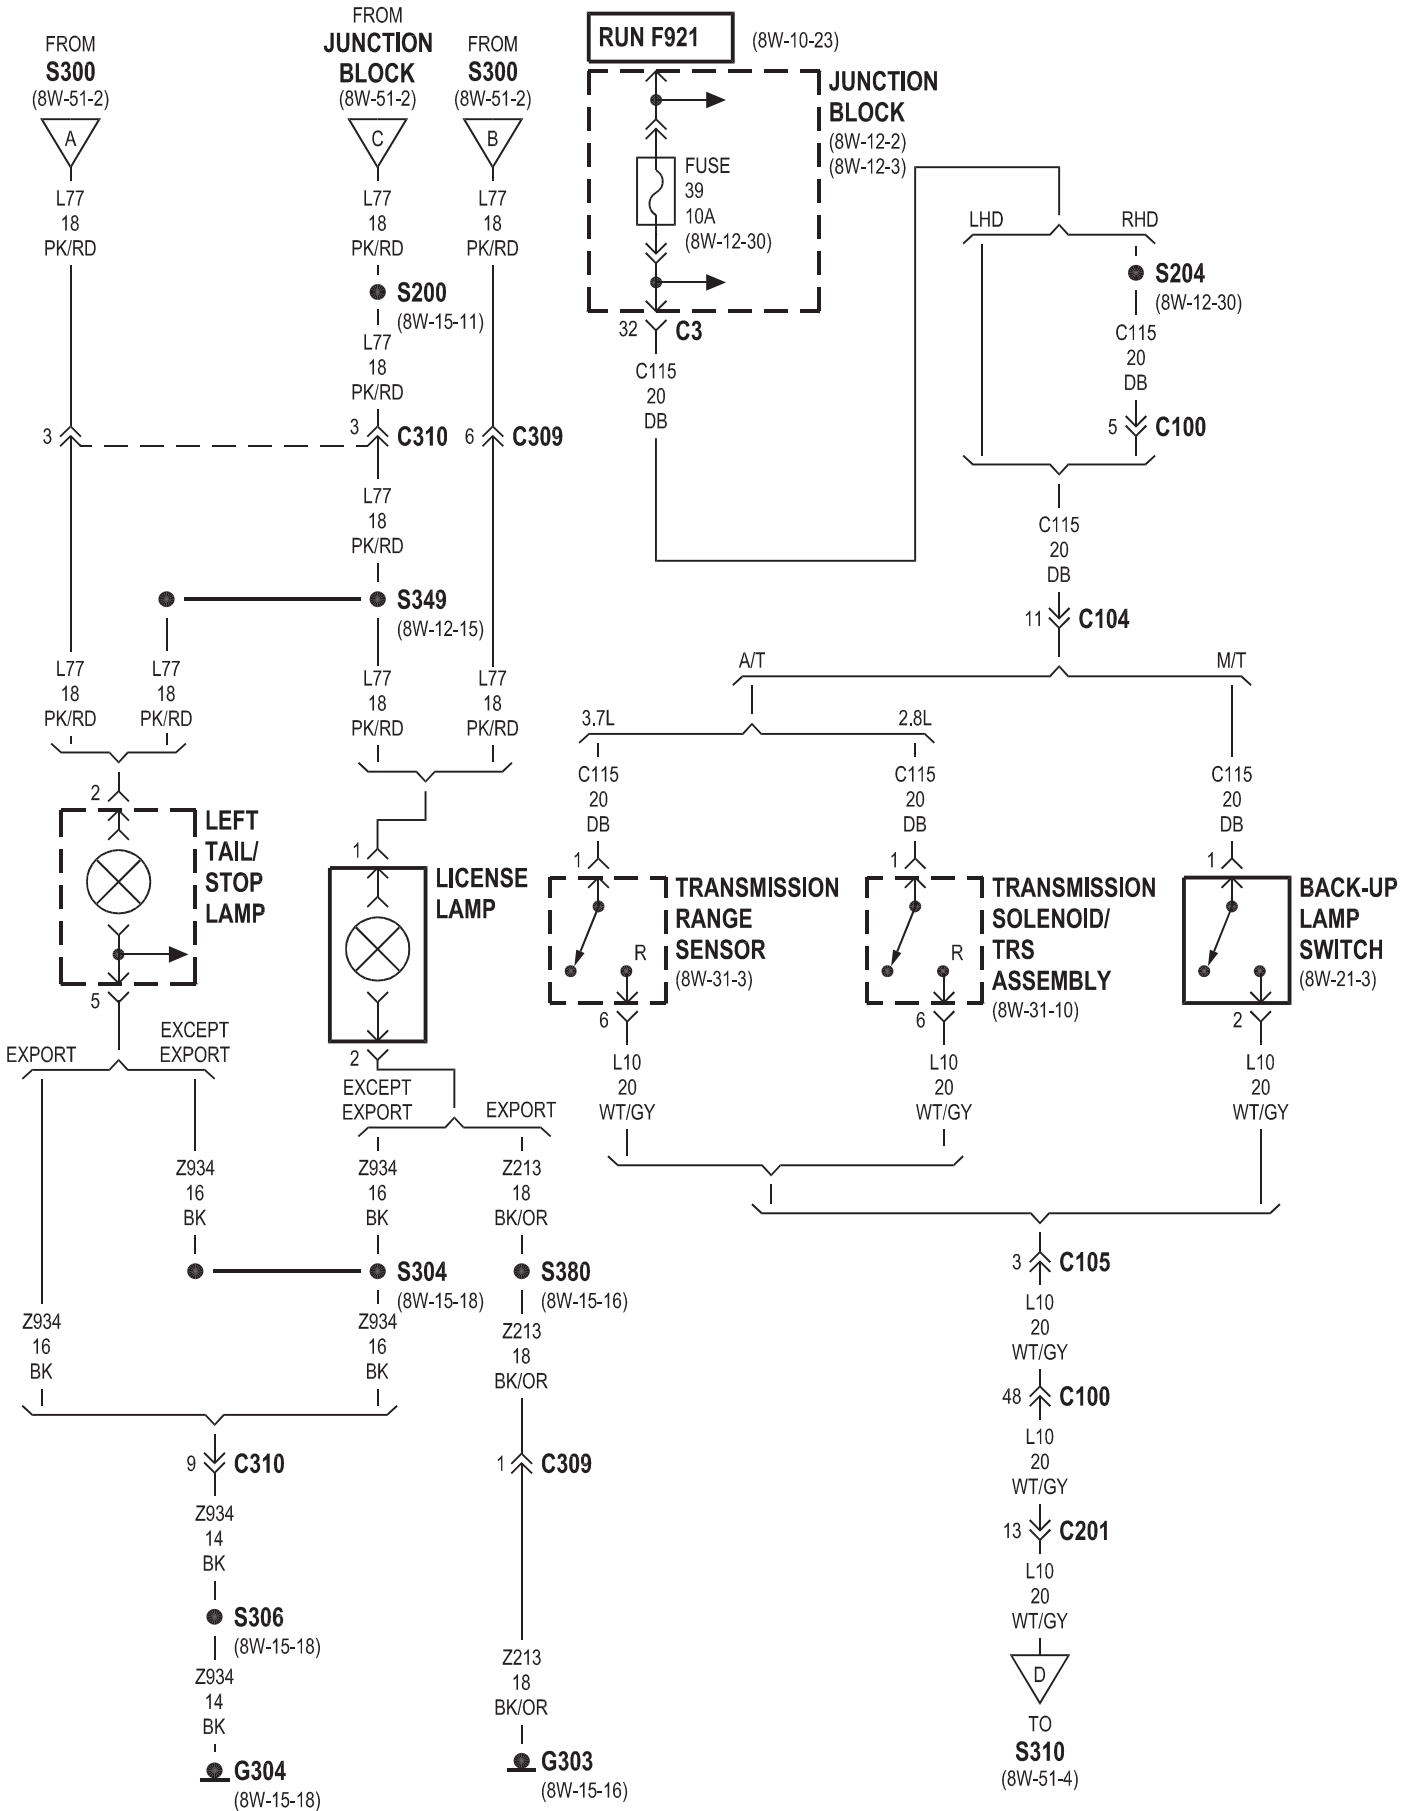 FROM
S300
(8W-51-2)
A
L77
18
PK/RD
3
L77
18
PK/RD
L77
18
PK/RD
2
LEFT
TAIL/
STOP
LAMP
5
EXPORT
EXCEPT
EXPORT
Z934
16
BK
Z934
16
BK
FROM
JUNCTION
BLOCK
(8W-51-2)
C
L77
18
PK/RD
S200
(8W-15-11)
L77
18
PK/RD
3
C310
L77
18
PK/RD
S349
(8W-12-15)
L77
18
PK/RD
FROM
S300
(8W-51-2)
B
L77
18
PK/RD
6
C309
L77
18
PK/RD
1
LICENSE
LAMP
2
EXCEPT
EXPORT
EXPORT
Z934
16
BK
S304
(8W-15-18)
Z934
16
BK
9
C310
Z934
14
BK
S306
(8W-15-18)
Z934
14
BK
G304
(8W-15-18)
Z213
18
BK/OR
S380
(8W-15-16)
Z213
18
BK/OR
1
C309
Z213
18
BK/OR
G303
(8W-15-16)
RUN F921
(8W-10-23)
JUNCTION
BLOCK
(8W-12-2)
(8W-12-3)
FUSE
39
10A
(8W-12-30)
32
C3
C115
20
DB
LHD
RHD
S204
(8W-12-30)
C115
20
DB
5
C100
C115
20
DB
11
C104
A/T
M/T
3.7L
2.8L
C115
20
DB
C115
20
DB
C115
20
DB
1
R
TRANSMISSION
RANGE
SENSOR
(8W-31-3)
6
1
R
TRANSMISSION
SOLENOID/
TRS
ASSEMBLY
(8W-31-10)
6
1
BACK-UP
LAMP
SWITCH
(8W-21-3)
2
L10
20
WT/GY
L10
20
WT/GY
L10
20
WT/GY
3
C105
L10
20
WT/GY
48
C100
L10
20
WT/GY
13
C201
L10
20
WT/GY
D
TO
S310
(8W-51-4)